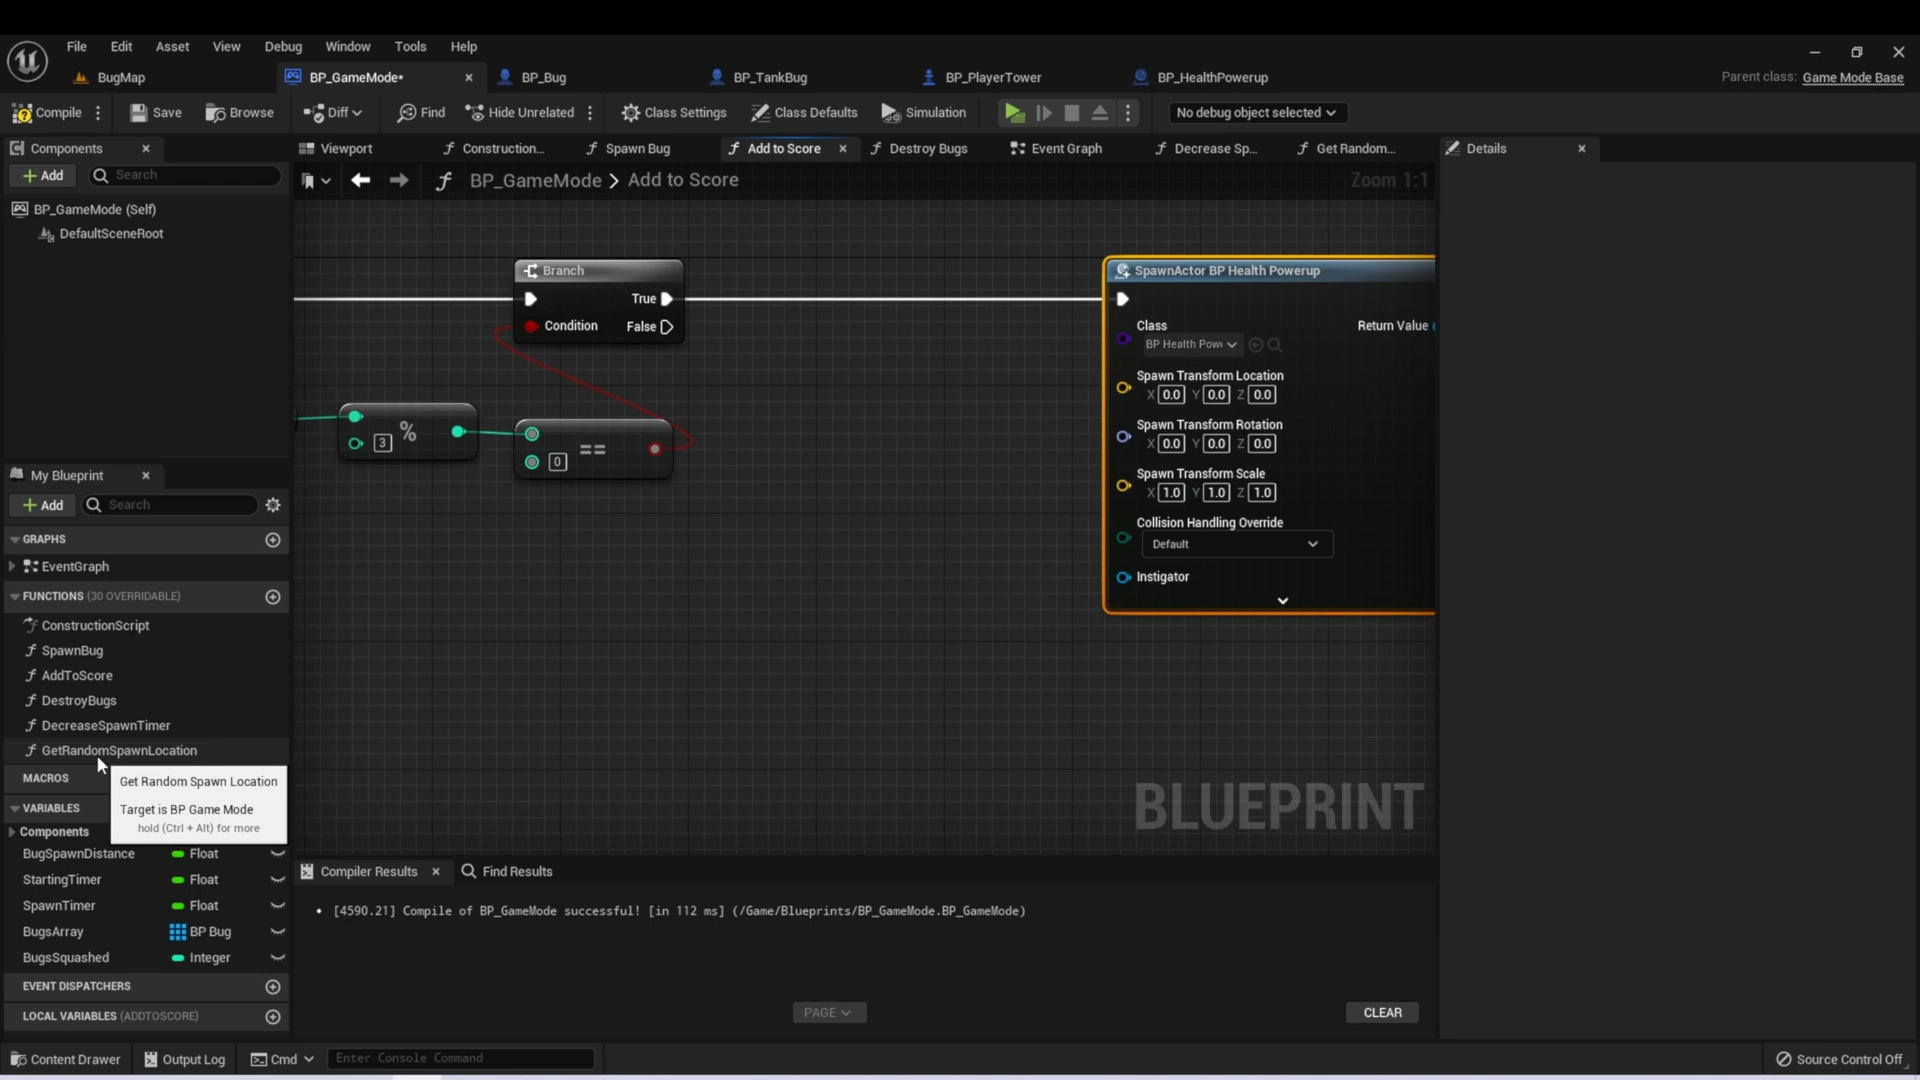 File Edit Asset View Debug Window Tools Help
BugMap BP_GameMode* BP_Bug BP_TankBug BP_PlayerTower BP_HealthPowerup Parent class: Game Mode Base
Compile Save Browse Diff Find Hide Unrelated Class Settings Class Defaults Simulation No debug object selected
Components Viewport Construction... Spawn Bug Add to Score Destroy Bugs Event Graph Decrease Sp... Get Random... Details
Add Search
BP_GameMode > Add to Score Zoom 1:1
BP_GameMode (Self)
DefaultSceneRoot
Branch
True
Condition False
%
3
==
0
SpawnActor BP Health Powerup
Class Return Value
BP Health Pow
Spawn Transform Location
X 0.0 Y 0.0 Z 0.0
Spawn Transform Rotation
X 0.0 Y 0.0 Z 0.0
Spawn Transform Scale
X 1.0 Y 1.0 Z 1.0
Collision Handling Override
Default
Instigator
BLUEPRINT
My Blueprint
Add Search
GRAPHS
EventGraph
FUNCTIONS (30 OVERRIDABLE)
ConstructionScript
SpawnBug
AddToScore
DestroyBugs
DecreaseSpawnTimer
GetRandomSpawnLocation
MACROS
Get Random Spawn Location
Target is BP Game Mode
hold (Ctrl + Alt) for more
VARIABLES
Components
BugSpawnDistance Float
StartingTimer Float
SpawnTimer Float
BugsArray BP Bug
BugsSquashed Integer
EVENT DISPATCHERS
LOCAL VARIABLES (ADDTOSCORE)
Compiler Results Find Results
• [4590.21] Compile of BP_GameMode successful! [in 112 ms] (/Game/Blueprints/BP_GameMode.BP_GameMode)
PAGE CLEAR
Content Drawer Output Log Cmd Enter Console Command Source Control Off